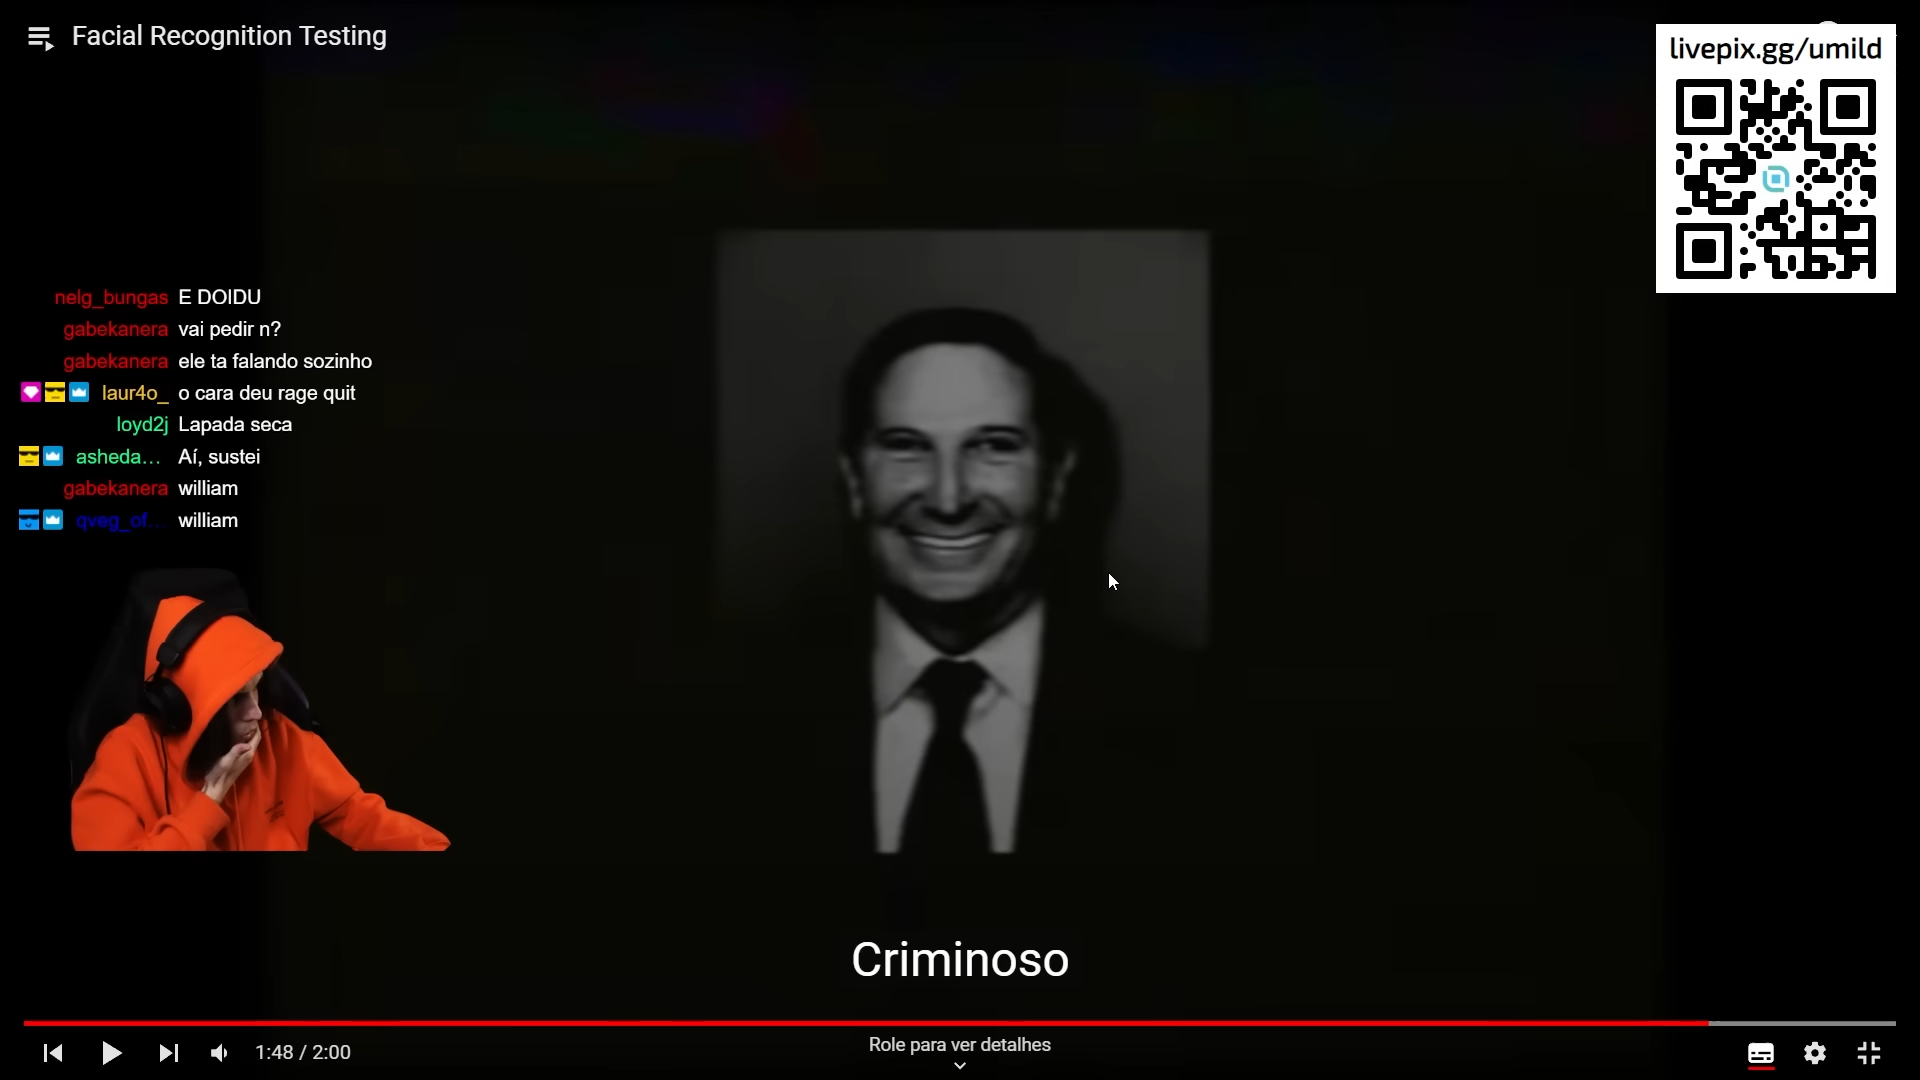 Facial Recognition Testing
livepix.gg/umild
nelg_bungas E DOIDU
gabekanera vai pedir n?
gabekanera ele ta falando sozinho
laur4o_ o cara deu rage quit
loyd2j Lapada seca
asheda… Aí, sustei
gabekanera william
qveg_of… william
Criminoso
1:48 / 2:00
Role para ver detalhes